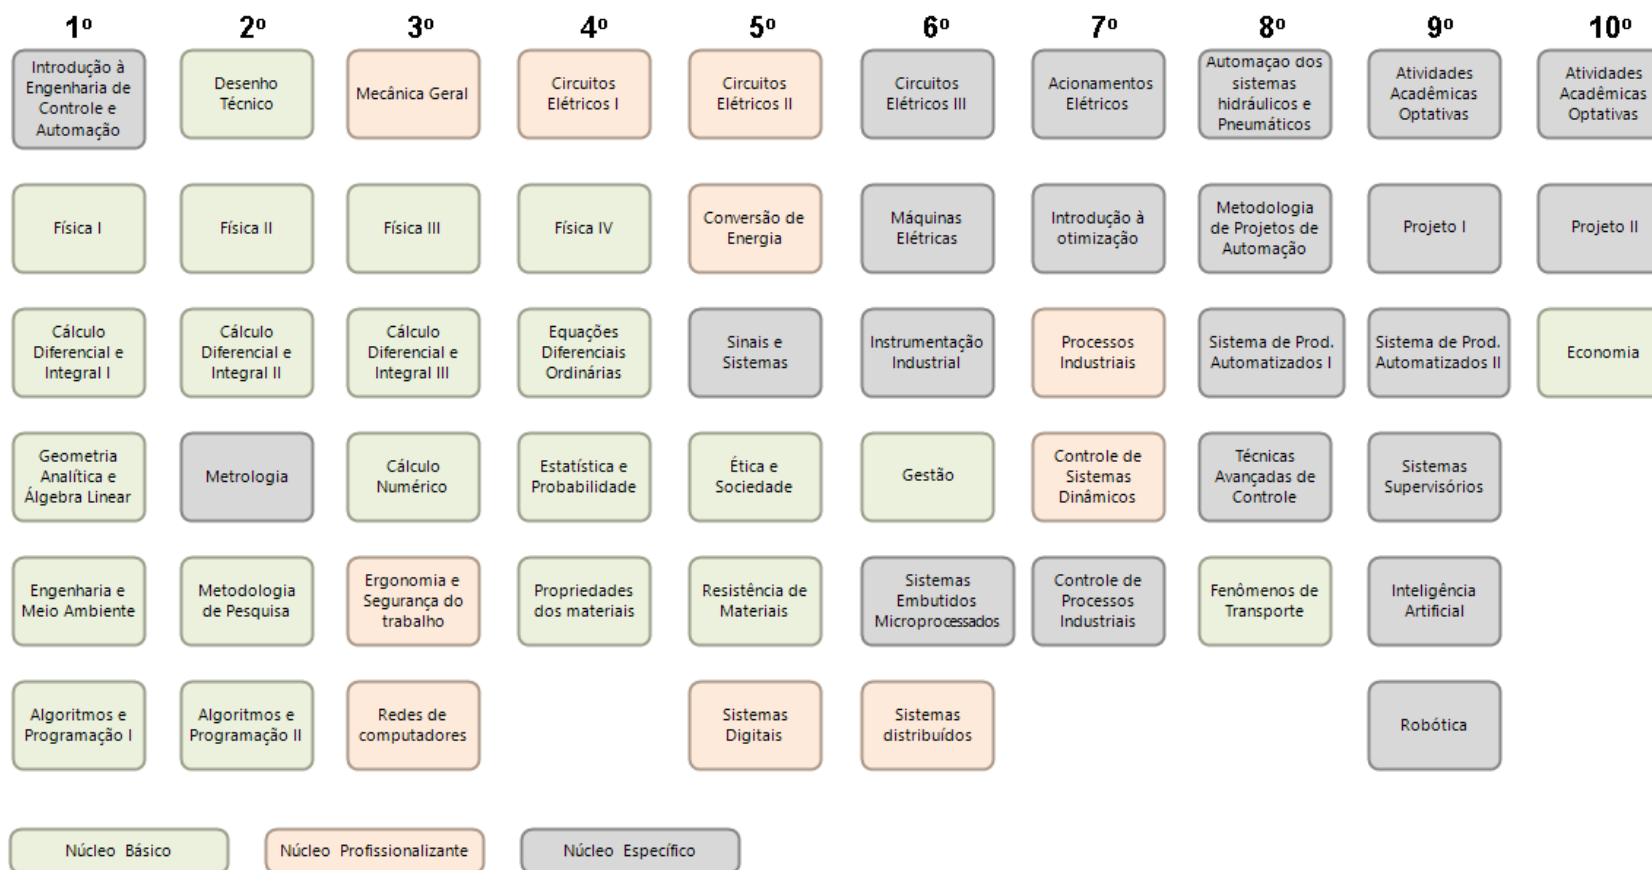 1º 2º 3º 4º 5º 6º 7º 8º 9º 10º
Introdução à
Engenharia de
Controle e
Automação
Desenho
Técnico
Mecânica Geral
Circuitos
Elétricos I
Circuitos
Elétricos II
Circuitos
Elétricos III
Acionamentos
Elétricos
Automação dos
sistemas
hidráulicos e
Pneumáticos
Atividades
Acadêmicas
Optativas
Atividades
Acadêmicas
Optativas
Física I
Física II
Física III
Física IV
Conversão de
Energia
Máquinas
Elétricas
Introdução à
otimização
Metodologia
de Projetos de
Automação
Projeto I
Projeto II
Cálculo
Diferencial e
Integral I
Cálculo
Diferencial e
Integral II
Cálculo
Diferencial e
Integral III
Equações
Diferenciais
Ordinárias
Sinais e
Sistemas
Instrumentação
Industrial
Processos
Industriais
Sistema de Prod.
Automatizados I
Sistema de Prod.
Automatizados II
Economia
Geometria
Analítica e
Álgebra Linear
Metrologia
Cálculo
Numérico
Estatística e
Probabilidade
Ética e
Sociedade
Gestão
Controle de
Sistemas
Dinâmicos
Técnicas
Avançadas de
Controle
Sistemas
Supervisórios
Engenharia e
Meio Ambiente
Metodologia
de Pesquisa
Ergonomia e
Segurança do
trabalho
Propriedades
dos materiais
Resistência de
Materiais
Sistemas
Embutidos
Microprocessados
Controle de
Processos
Industriais
Fenômenos de
Transporte
Inteligência
Artificial
Algoritmos e
Programação I
Algoritmos e
Programação II
Redes de
computadores
Sistemas
Digitais
Sistemas
distribuídos
Robótica
Núcleo Básico
Núcleo Profissionalizante
Núcleo Específico